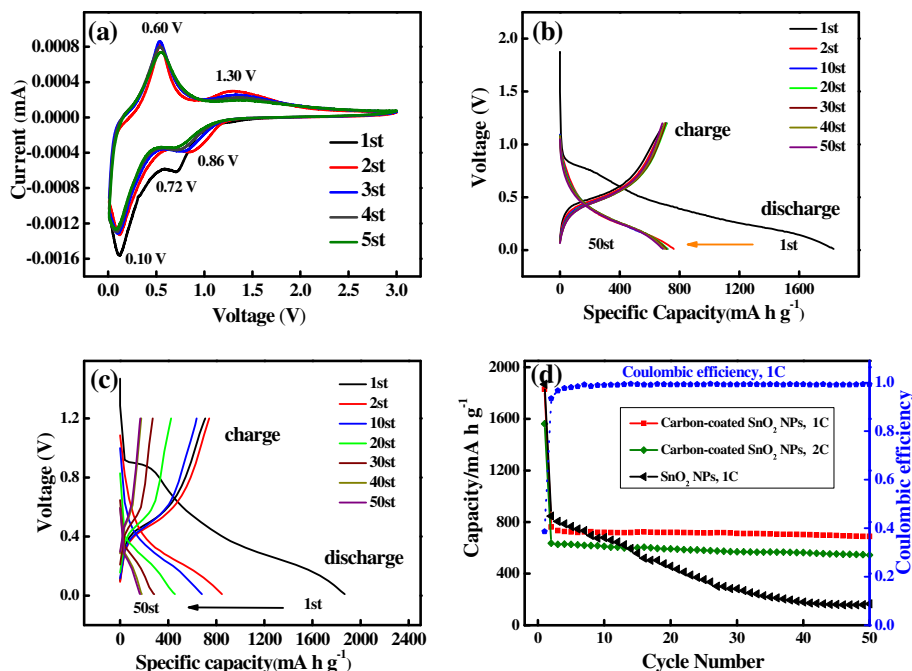 (a)
0.60 V
1.30 V
0.86 V
0.72 V
0.10 V
1st
2st
3st
4st
5st
0.0008
0.0004
0.0000
-0.0004
-0.0008
-0.0012
-0.0016
Current (mA)
0.0 0.5 1.0 1.5 2.0 2.5 3.0
Voltage (V)
(b)
1st
2st
10st
20st
30st
40st
50st
charge
discharge
50st
1st
2.0
1.5
1.0
0.5
0.0
Voltage (V)
0 400 800 1200 1600
Specific Capacity(mA h g⁻¹)
(c)
1st
2st
10st
20st
30st
40st
50st
charge
discharge
50st
1st
1.2
0.8
0.4
0.0
Voltage (V)
0 400 800 1200 1600 2000 2400
Specific capacity(mA h g⁻¹)
(d)
Coulombic efficiency, 1C
Carbon-coated SnO₂ NPs, 1C
Carbon-coated SnO₂ NPs, 2C
SnO₂ NPs, 1C
2000
1600
1200
800
400
0
Capacity/mA h g⁻¹
1.0
0.8
0.6
0.4
0.2
0.0
Coulombic efficiency
0 10 20 30 40 50
Cycle Number